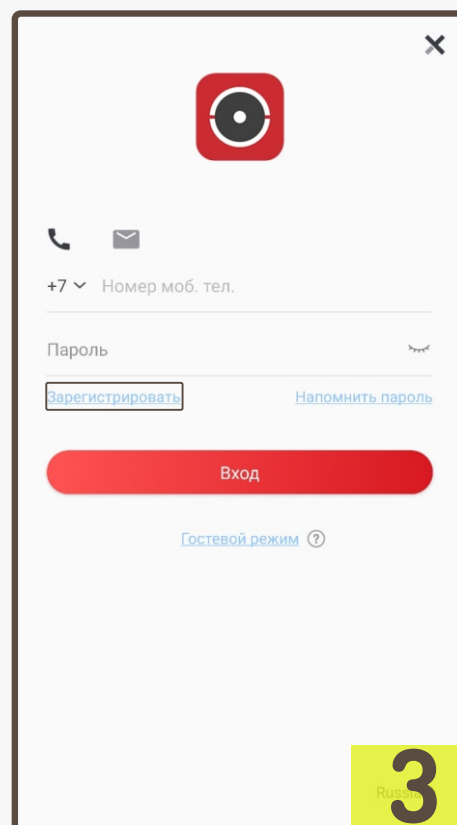 +7 Номер моб. тел.
Пароль
Зарегистрировать Напомнить пароль
Вход
Гостевой режим ?
3